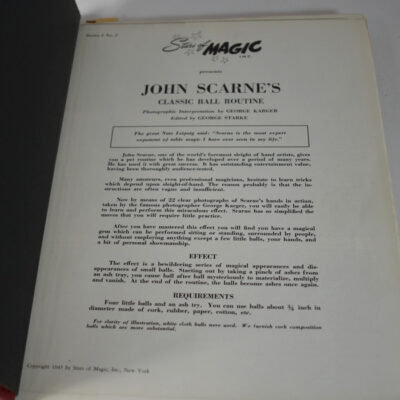 Series 1 No. 2
Stars of MAGIC
INC.
presents
JOHN SCARNE'S
CLASSIC BALL ROUTINE
Photographic Interpretation by GEORGE KARGER
Edited by GEORGE STARKE
The great Nate Leipzig said: "Scarne is the most expert
exponent of table magic I have ever seen in my life."
John Scarne, one of the world's foremost sleight of hand artists, gives
you a pet routine which he has developed over a period of many years.
He has used it with great success. It has outstanding entertainment value,
having been thoroughly audience-tested.
Many amateurs, even professional magicians, hesitate to learn tricks
which depend upon sleight-of-hand. The reason probably is that the in-
structions are often vague and insufficient.
Now by means of 22 clear photographs of Scarne's hands in action,
taken by the famous photographer George Karger, you will easily be able
to learn and perform this miraculous effect. Scarne has so simplified the
moves that you will require little practice.
After you have mastered this effect you will find you have a magical
gem which can be performed sitting or standing, surrounded by people,
and without employing anything except a few little balls, your hands, and
a bit of personal showmanship.
EFFECT
The effect is a bewildering series of magical appearances and dis-
appearances of small balls. Starting out by taking a pinch of ashes from
an ash tray, you cause ball after ball mysteriously to materialize, multiply
and vanish. At the end of the routine, the balls become ashes once again.
REQUIREMENTS
Four little balls and an ash tray. You can use balls about ¾ inch in
diameter made of cork, rubber, paper, cotton, etc.
For clarity of illustration, white cloth balls were used. We furnish cork composition
balls which are more substantial.
Copyright 1945 by Stars of Magic, Inc., New York